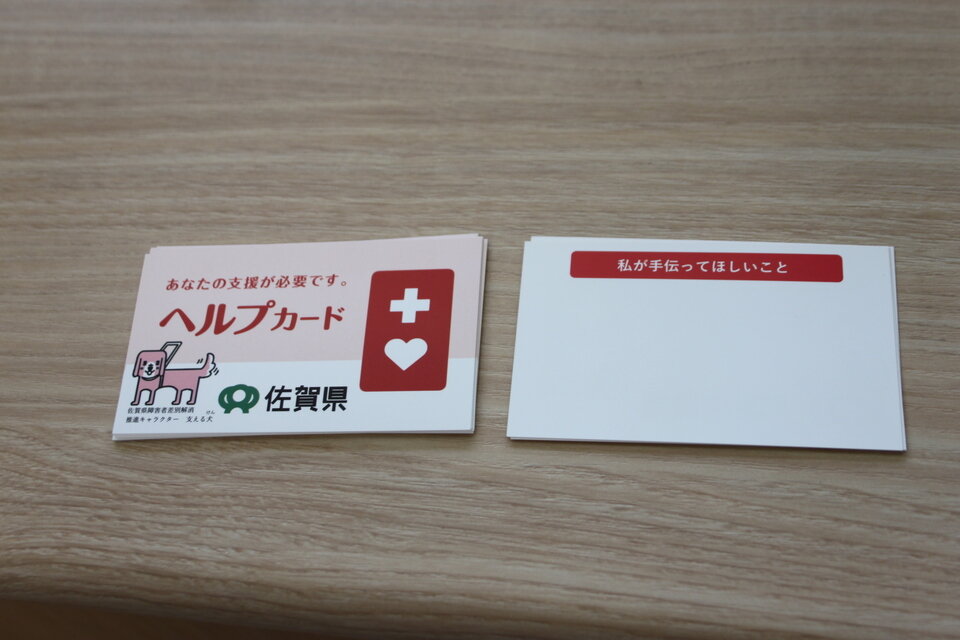 あなたの支援が必要です。
ヘルプカード
佐賀県
佐賀県障害者差別解消
推進キャラクター 支える犬
けん
私が手伝ってほしいこと